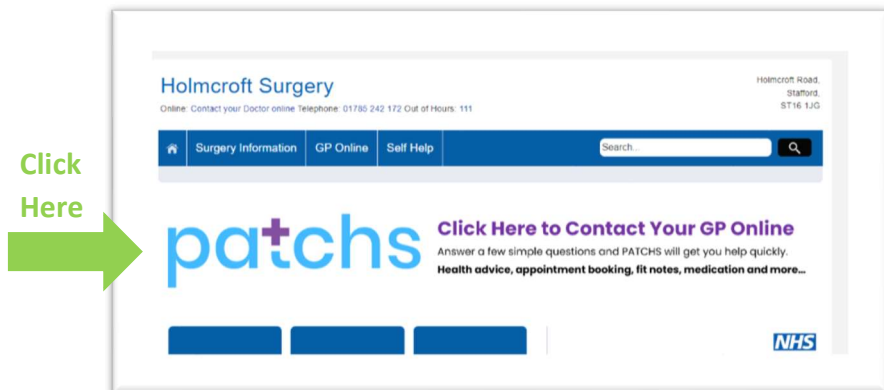 Holmcroft Surgery
Holmcroft Road,
Stafford,
ST16 1JG
Online: Contact your Doctor online Telephone: 01785 242 172 Out of Hours: 111
Surgery Information GP Online Self Help Search...
Click
Here
patchs
Click Here to Contact Your GP Online
Answer a few simple questions and PATCHS will get you help quickly.
Health advice, appointment booking, fit notes, medication and more...
NHS